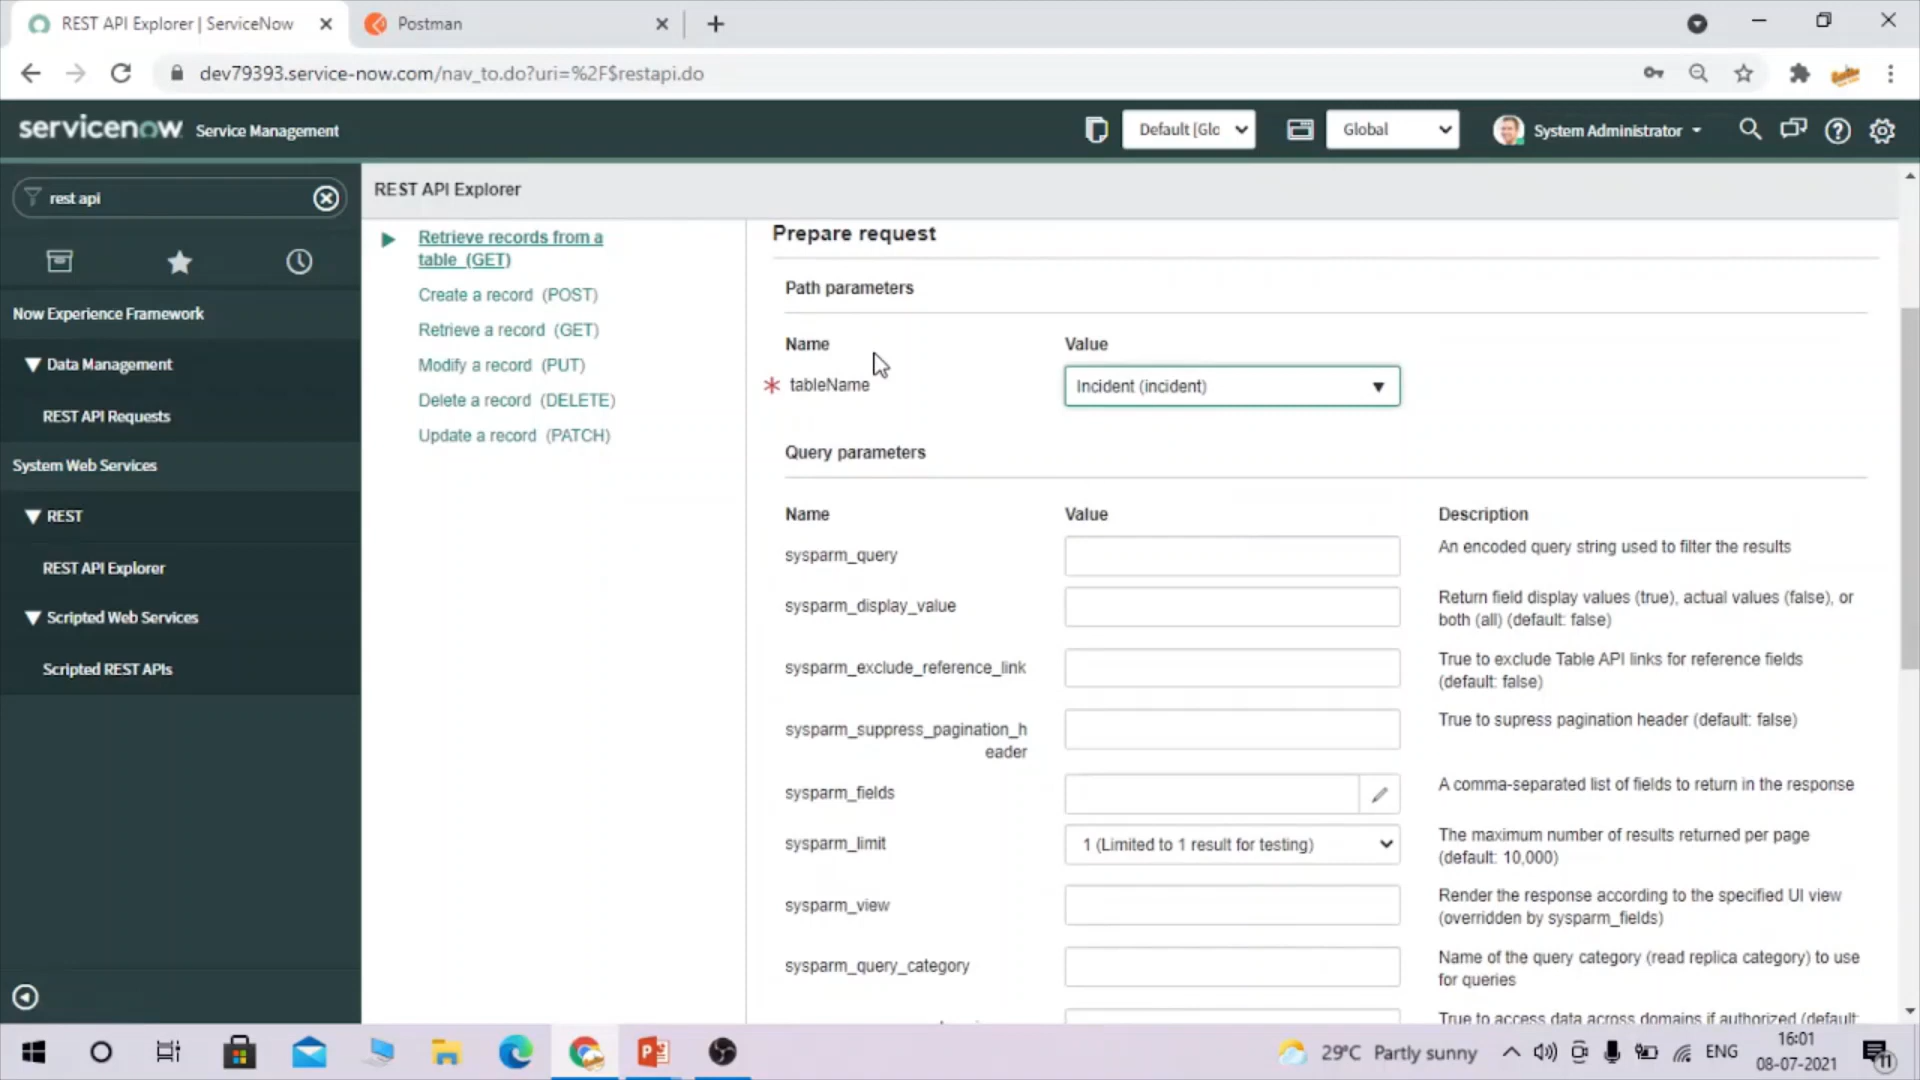 REST API Explorer | ServiceNow
Postman
dev79393.service-now.com/nav_to.do?uri=%2F$restapi.do
servicenow Service Management
Default [Glc
Global
System Administrator
rest api
REST API Explorer
Now Experience Framework
Data Management
REST API Requests
System Web Services
REST
REST API Explorer
Scripted Web Services
Scripted REST APIs
Retrieve records from a
table (GET)
Create a record (POST)
Retrieve a record (GET)
Modify a record (PUT)
Delete a record (DELETE)
Update a record (PATCH)
Prepare request
Path parameters
Name Value
* tableName Incident (incident)
Query parameters
Name Value Description
sysparm_query An encoded query string used to filter the results
sysparm_display_value Return field display values (true), actual values (false), or
both (all) (default: false)
sysparm_exclude_reference_link True to exclude Table API links for reference fields
(default: false)
sysparm_suppress_pagination_h True to supress pagination header (default: false)
eader
sysparm_fields A comma-separated list of fields to return in the response
sysparm_limit 1 (Limited to 1 result for testing) The maximum number of results returned per page
(default: 10,000)
sysparm_view Render the response according to the specified UI view
(overridden by sysparm_fields)
sysparm_query_category Name of the query category (read replica category) to use
for queries
True to access data across domains if authorized (default:
29°C Partly sunny
ENG
16:01
08-07-2021
11